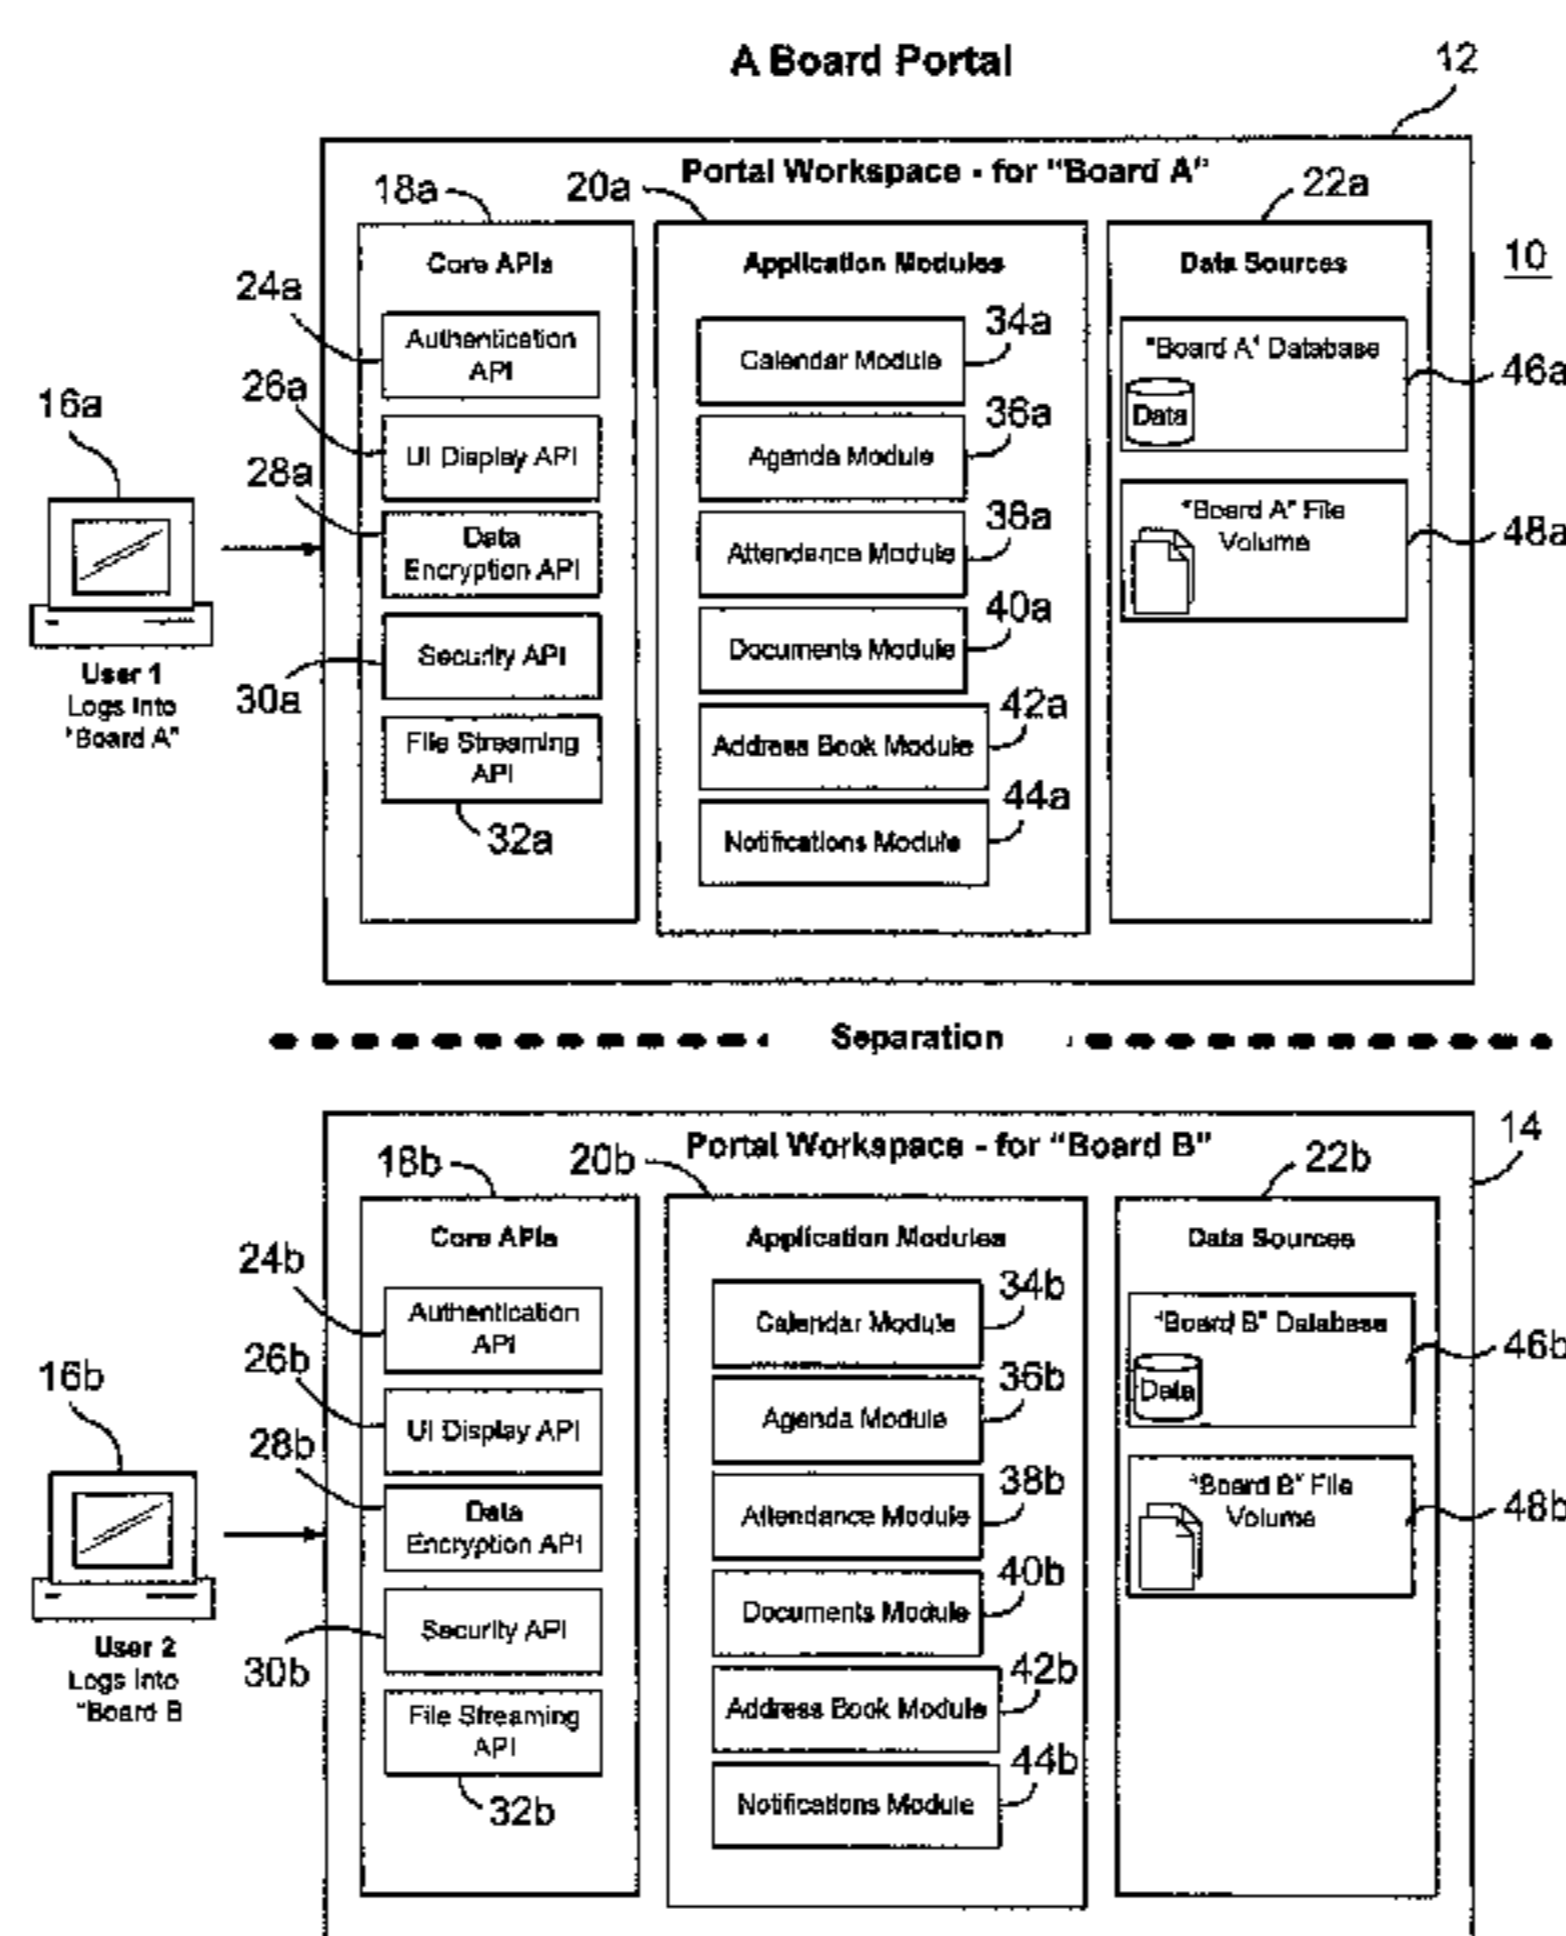 A Board Portal
12
Portal Workspace - for "Board A"
18a
20a
22a
10
Core APIs
Application Modules
Data Sources
24a
Authentication
API
26a
UI Display API
28a
Data
Encryption API
30a
Security API
File Streaming
API
32a
Calendar Module
34a
Agenda Module
36a
Attendance Module
38a
Documents Module
40a
Address Book Module
42a
Notifications Module
44a
"Board A" Database
Data
46a
"Board A" File
Volume
48a
16a
User 1
Logs Into
"Board A"
Separation
14
Portal Workspace - for "Board B"
18b
20b
22b
Core APIs
Application Modules
Data Sources
24b
Authentication
API
26b
UI Display API
28b
Data
Encryption API
30b
Security API
File Streaming
API
32b
Calendar Module
34b
Agenda Module
36b
Attendance Module
38b
Documents Module
40b
Address Book Module
42b
Notifications Module
44b
"Board B" Database
Data
46b
"Board B" File
Volume
48b
16b
User 2
Logs Into
"Board B